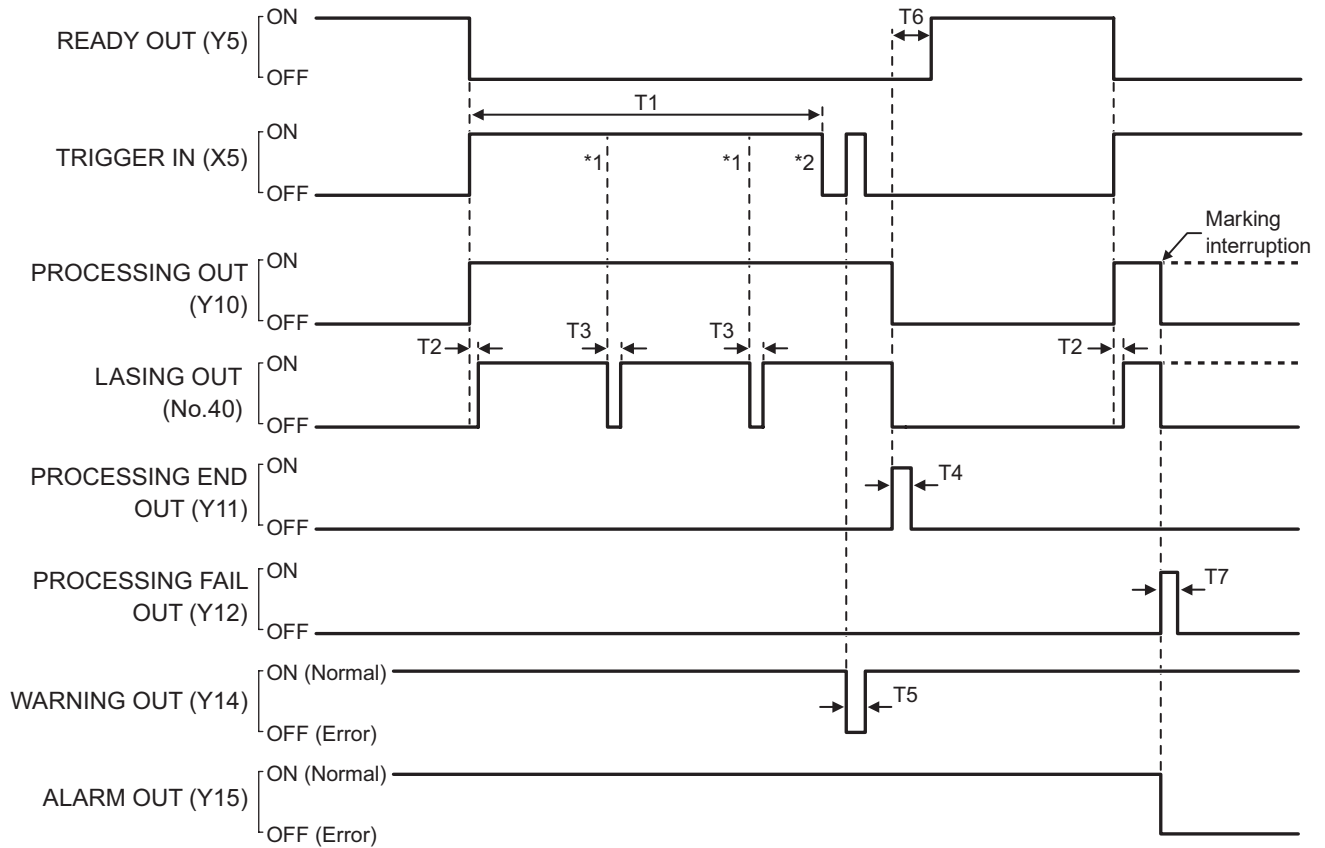 READY OUT (Y5)
ON
OFF
T6
T1
TRIGGER IN (X5)
ON
OFF
*1
*1
*2
Marking
interruption
PROCESSING OUT
(Y10)
ON
OFF
T2
T3
T3
T2
LASING OUT
(No.40)
ON
OFF
PROCESSING END
OUT (Y11)
ON
OFF
T4
PROCESSING FAIL
OUT (Y12)
ON
OFF
T7
WARNING OUT (Y14)
ON (Normal)
OFF (Error)
T5
ALARM OUT (Y15)
ON (Normal)
OFF (Error)